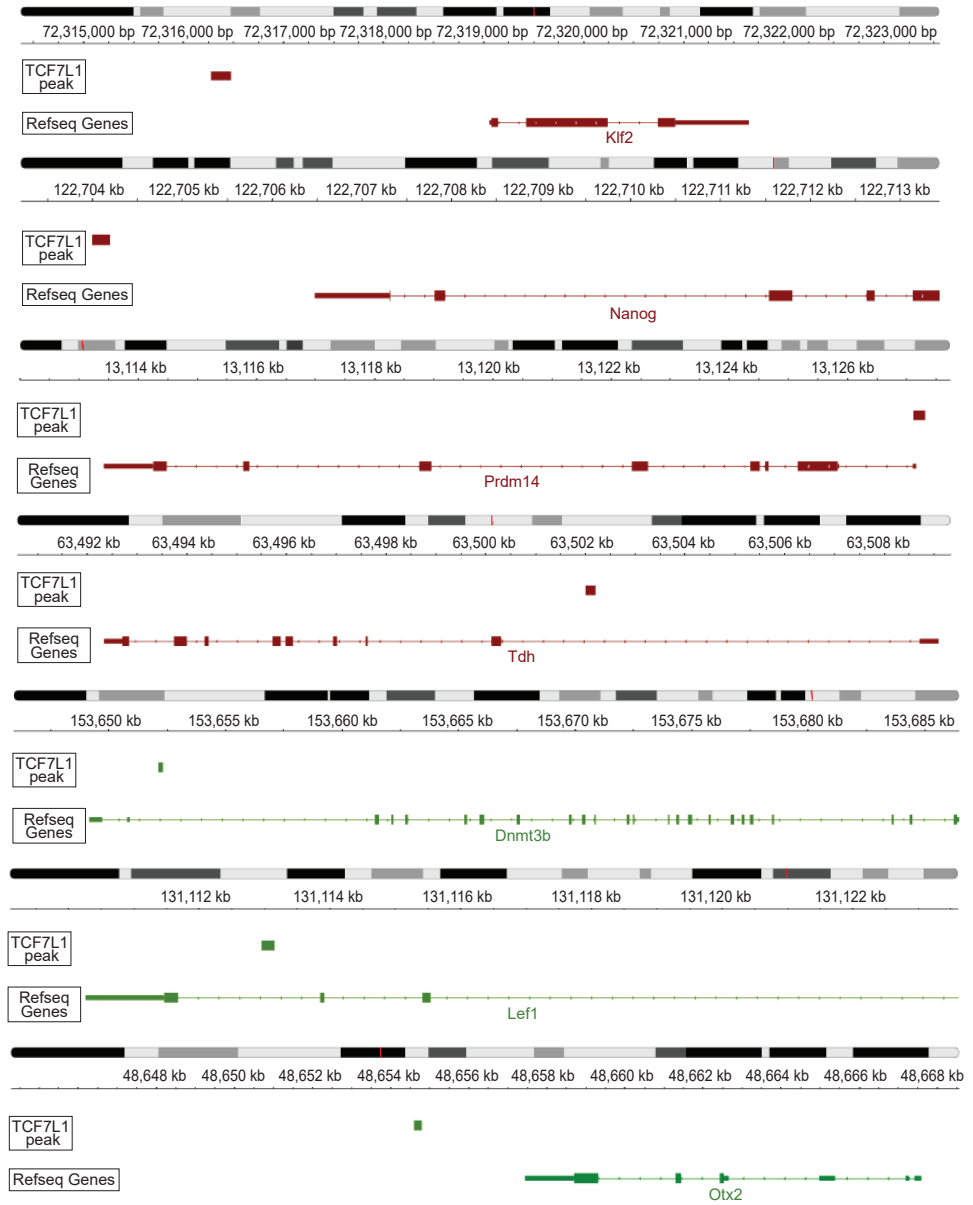 72,315,000 bp 72,316,000 bp 72,317,000 bp 72,318,000 bp 72,319,000 bp 72,320,000 bp 72,321,000 bp 72,322,000 bp 72,323,000 bp
TCF7L1
peak
Refseq Genes
Klf2
122,704 kb 122,705 kb 122,706 kb 122,707 kb 122,708 kb 122,709 kb 122,710 kb 122,711 kb 122,712 kb 122,713 kb
TCF7L1
peak
Refseq Genes
Nanog
13,114 kb 13,116 kb 13,118 kb 13,120 kb 13,122 kb 13,124 kb 13,126 kb
TCF7L1
peak
Refseq
Genes
Prdm14
63,492 kb 63,494 kb 63,496 kb 63,498 kb 63,500 kb 63,502 kb 63,504 kb 63,506 kb 63,508 kb
TCF7L1
peak
Refseq
Genes
Tdh
153,650 kb 153,655 kb 153,660 kb 153,665 kb 153,670 kb 153,675 kb 153,680 kb 153,685 kb
TCF7L1
peak
Refseq
Genes
Dnmt3b
131,112 kb 131,114 kb 131,116 kb 131,118 kb 131,120 kb 131,122 kb
TCF7L1
peak
Refseq
Genes
Lef1
48,648 kb 48,650 kb 48,652 kb 48,654 kb 48,656 kb 48,658 kb 48,660 kb 48,662 kb 48,664 kb 48,666 kb 48,668 kb
TCF7L1
peak
Refseq Genes
Otx2